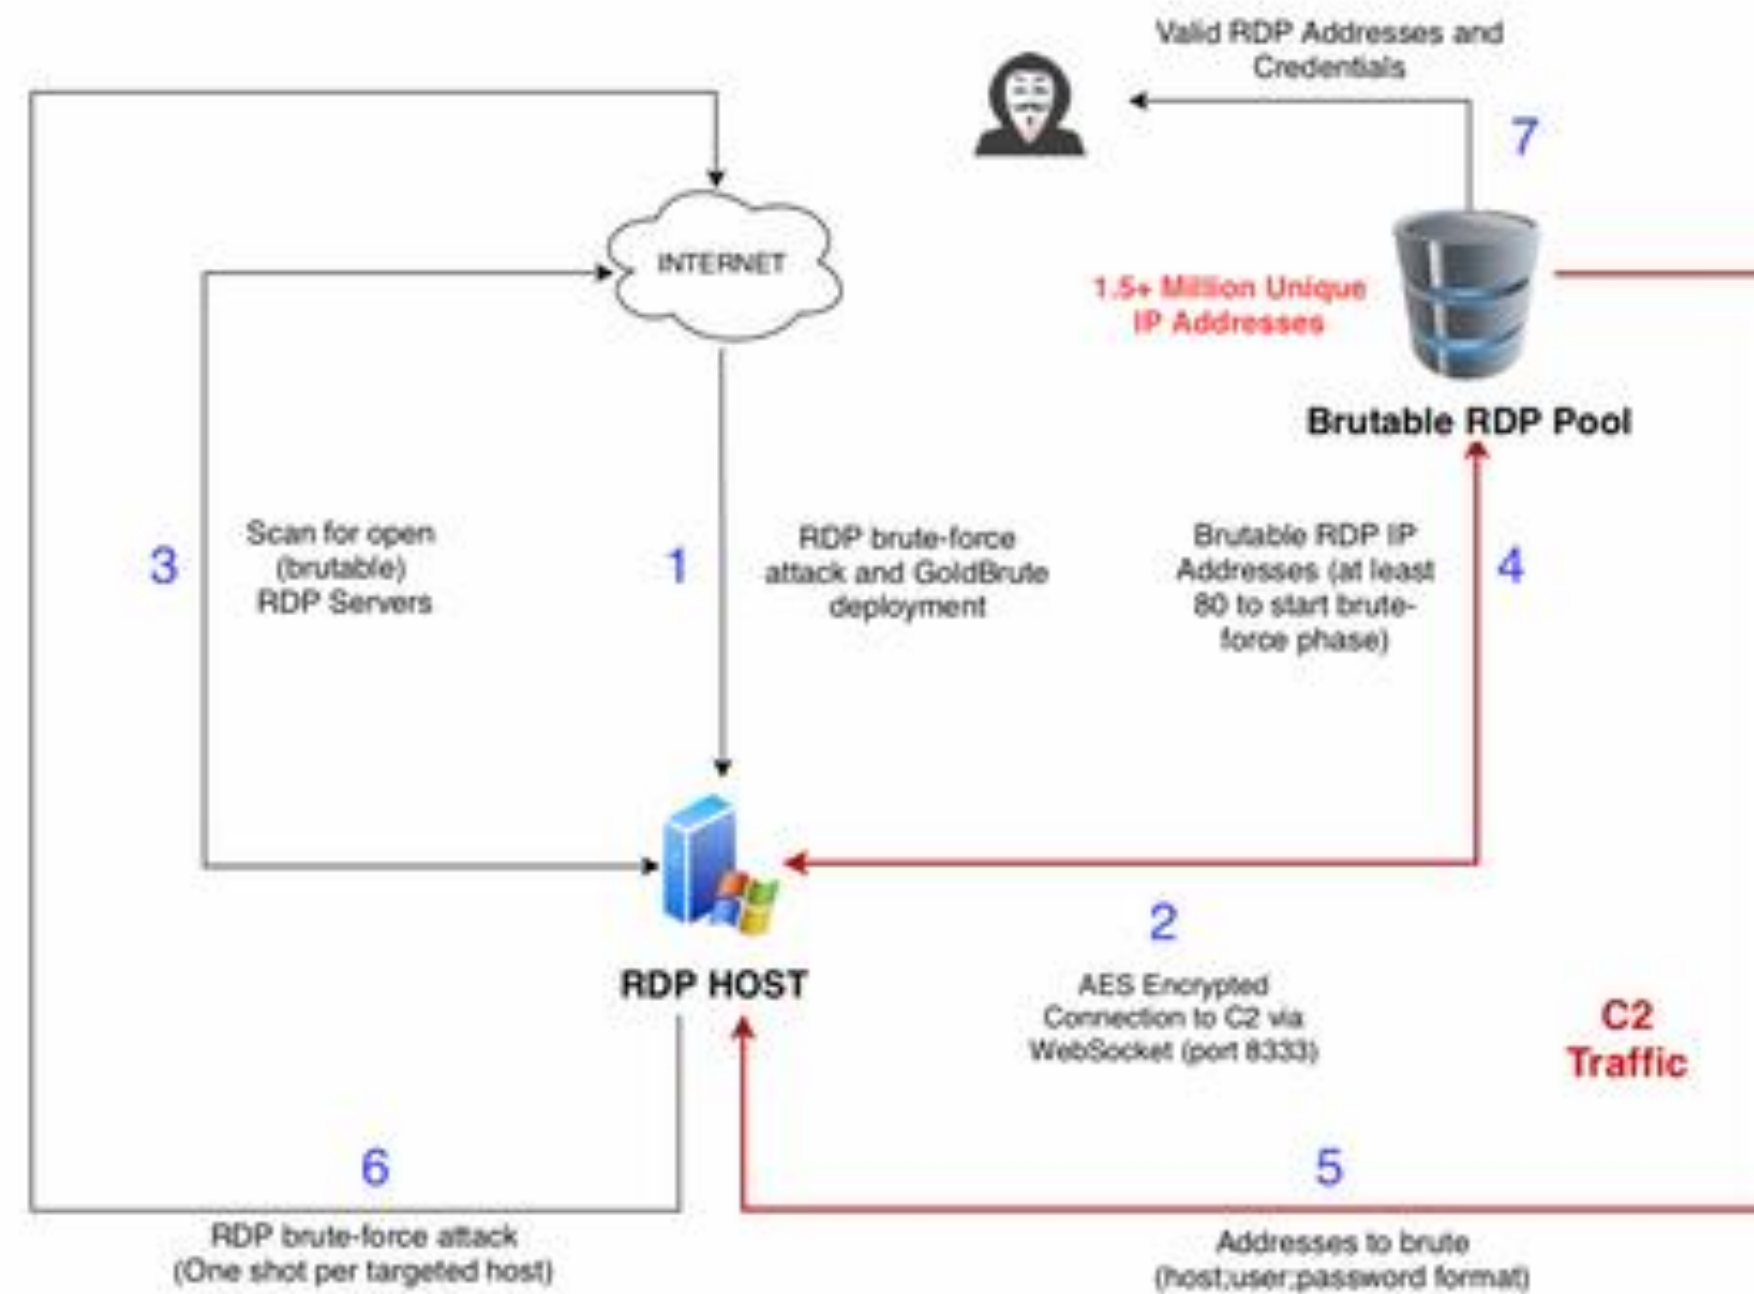 Valid RDP Addresses and
Credentials
7
INTERNET
1.5+ Million Unique
IP Addresses
Brutable RDP Pool
3
Scan for open
(brutable)
RDP Servers
1
RDP brute-force
attack and GoldBrute
deployment
Brutable RDP IP
Addresses (at least
80 to start brute-
force phase)
4
RDP HOST
2
AES Encrypted
Connection to C2 via
WebSocket (port 8333)
C2
Traffic
6
RDP brute-force attack
(One shot per targeted host)
5
Addresses to brute
(host;user;password format)